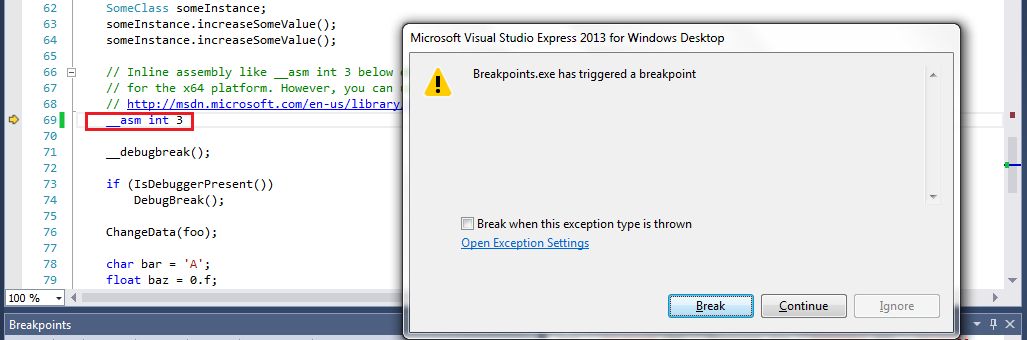 62 SomeClass someInstance;
63 someInstance.increaseSomeValue();
64 someInstance.increaseSomeValue();
65
66 // Inline assembly like __asm int 3 below
67 // for the x64 platform. However, you can
68 // http://msdn.microsoft.com/en-us/library/
69 __asm int 3
70
71 __debugbreak();
72
73 if (IsDebuggerPresent())
74 DebugBreak();
75
76 ChangeData(foo);
77
78 char bar = 'A';
79 float baz = 0.f;
100 %
Breakpoints
Microsoft Visual Studio Express 2013 for Windows Desktop
Breakpoints.exe has triggered a breakpoint
Break when this exception type is thrown
Open Exception Settings
Break Continue Ignore